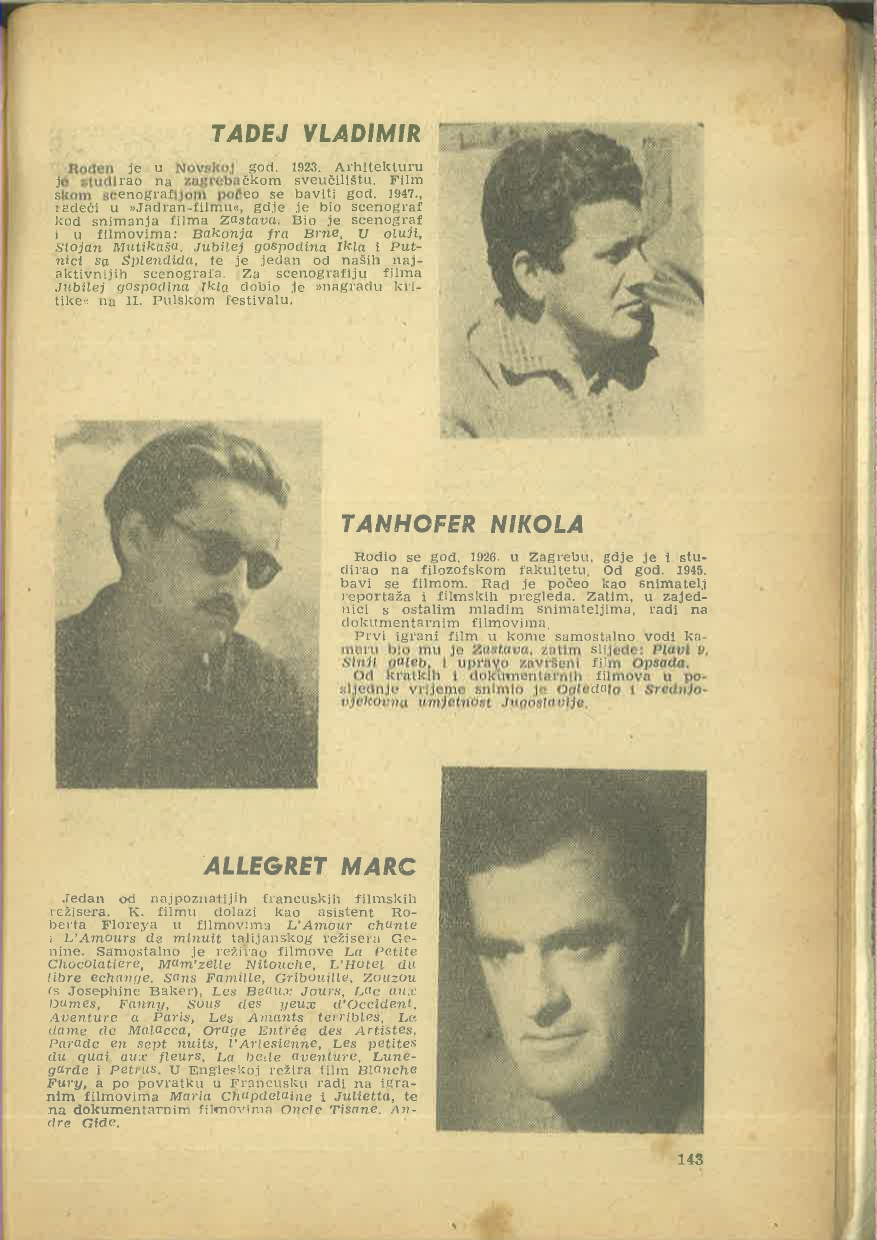 TADEJ VLADIMIR
Rođen je u Novskoj god. 1923. Arhitekturu
je studirao na zagrebačkom sveučilištu. Film
skom scenografijom počeo se baviti god. 1947.,
radeći u »Jadran-filmu«, gdje je bio scenograf
kod snimanja filma Zastava. Bio je scenograf
i u filmovima: Bakonja fra Brne, U oluji,
Stojan Mutikaša, Jubilej gospodina Ikla i Put-
nici sa Splendida, te je jedan od naših naj-
aktivnijih scenografa. Za scenografiju filma
Jubilej gospodina Ikla dobio je »nagradu kri-
tike« na II. Pulskom festivalu.
TANHOFER NIKOLA
Rodio se god. 1926. u Zagrebu, gdje je i stu-
dirao na filozofskom fakultetu. Od god. 1945.
bavi se filmom. Rad je počeo kao snimatelj
reportaža i filmskih pregleda. Zatim, u zajed-
nici s ostalim mladim snimateljima, radi na
dokumentarnim filmovima.
Prvi igrani film u kome samostalno vodi ka-
meru bio mu je Zastava, zatim slijede: Plavi 9,
Sinji galeb, i upravo završeni film Opsada.
Od kratkih i dokumentarnih filmova u po-
sljednje vrijeme snimio je Ogledalo i Srednjo-
vjekovna umjetnost Jugoslavije.
ALLEGRET MARC
Jedan od najpoznatijih francuskih filmskih
režisera. K. filmu dolazi kao asistent Ro-
berta Floreya u filmovima L'Amour chante
i L'Amours de minuit talijanskog režisera Ge-
nine. Samostalno je režirao filmove La Petite
Chocolatiere, Mam'zelle Nitouche, L'Hotel du
libre echange, Sans Famille, Gribouille, Zouzou
(s Josephine Baker), Les Beaux Jours, Lac aux
Dames, Fanny, Sous des yeux d'Occident,
Aventure a Paris, Les Amants terribles, La
dame de Malacca, Orage Entrée des Artistes,
Parade en sept nuits, l'Arlesienne, Les petites
du quai aux fleurs, La belle aventure, Lune-
garde i Petrus. U Engleskoj režira film Blanche
Fury, a po povratku u Francusku radi na igra-
nim filmovima Maria Chapdelaine i Julietta, te
na dokumentarnim filmovima Oncle Tisane. An-
dre Gide.
143